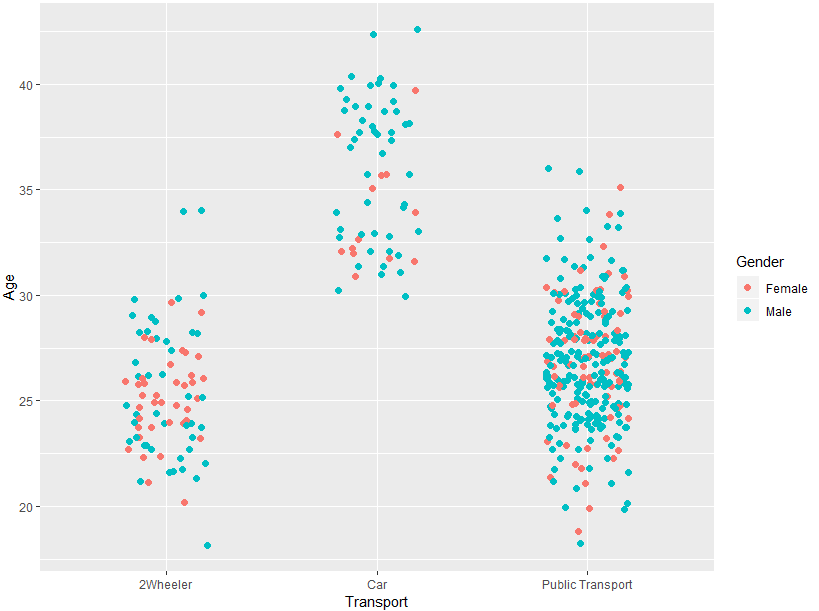 40
35
30
25
20
Age
2Wheeler
Car
Public Transport
Transport
Gender
Female
Male